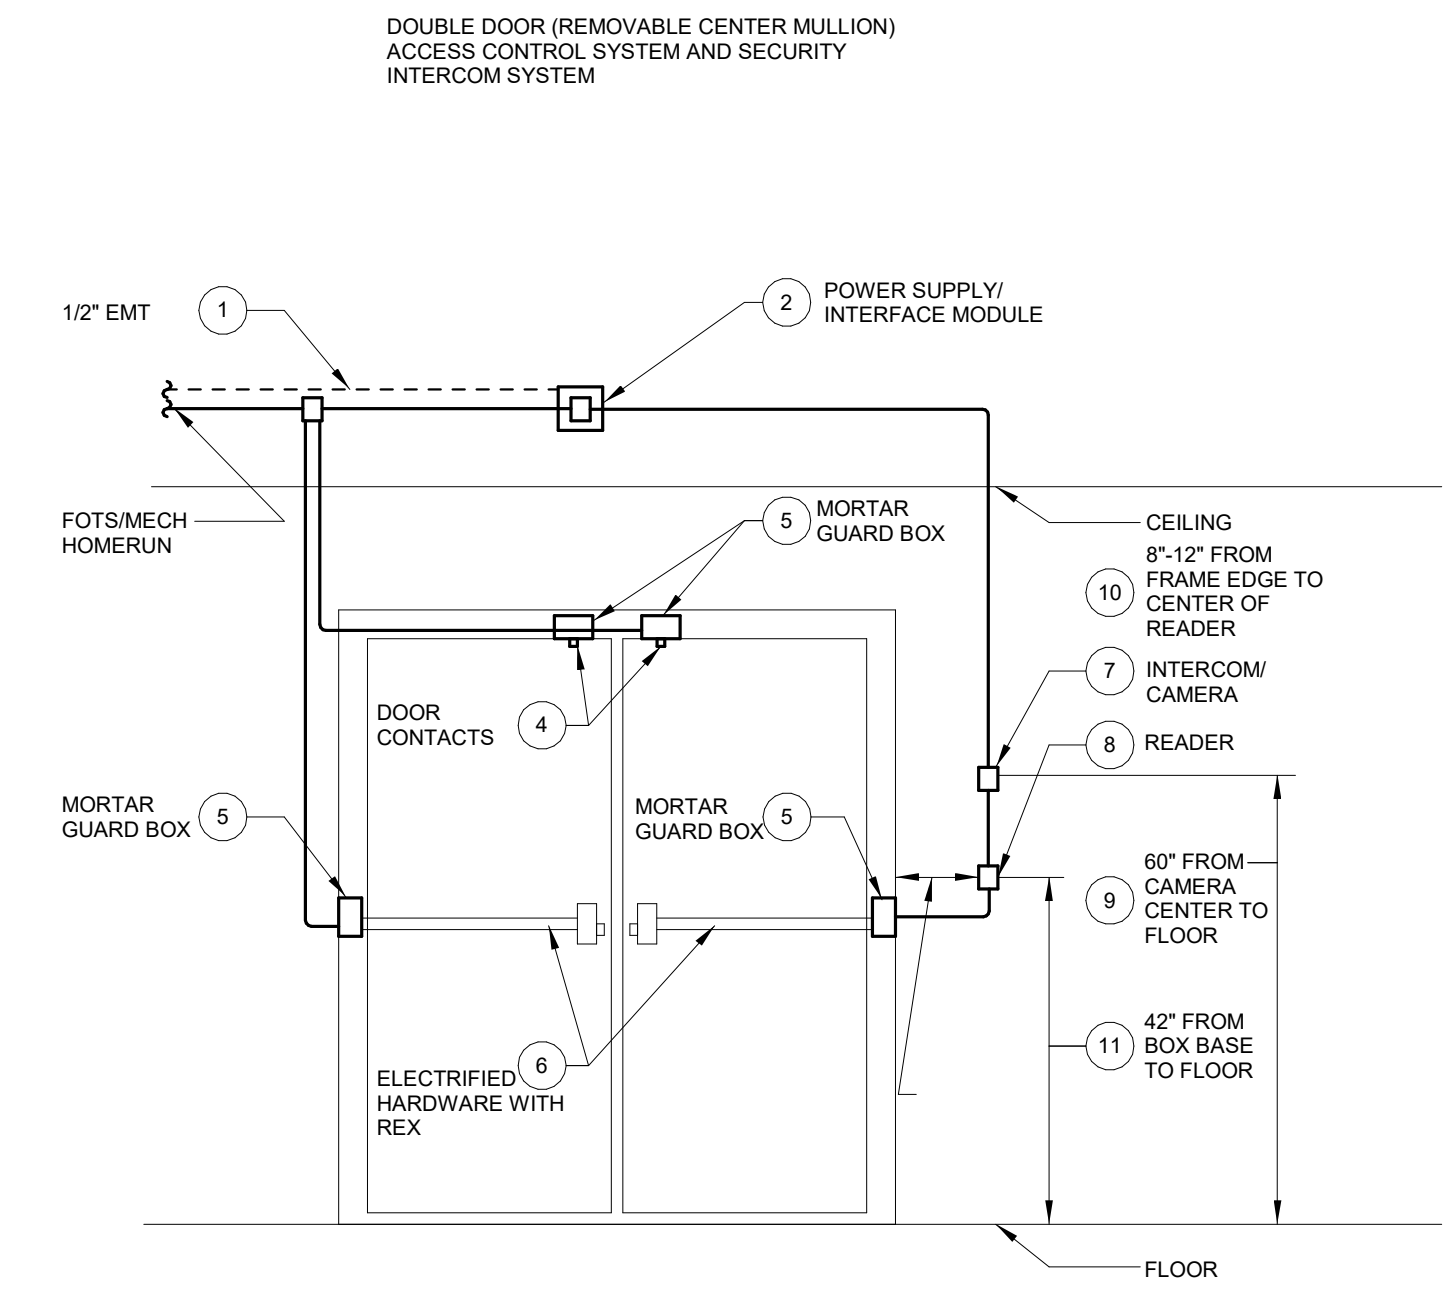 DOUBLE DOOR (REMOVABLE CENTER MULLION)
ACCESS CONTROL SYSTEM AND SECURITY
INTERCOM SYSTEM
1/2" EMT
1
2
POWER SUPPLY/
INTERFACE MODULE
FOTS/MECH
HOMERUN
5
MORTAR
GUARD BOX
CEILING
10
8"-12" FROM
FRAME EDGE TO
CENTER OF
READER
7
INTERCOM/
CAMERA
DOOR
CONTACTS
4
8
READER
MORTAR
GUARD BOX
5
MORTAR
GUARD BOX
5
9
60" FROM
CAMERA
CENTER TO
FLOOR
11
42" FROM
BOX BASE
TO FLOOR
6
ELECTRIFIED
HARDWARE WITH
REX
FLOOR